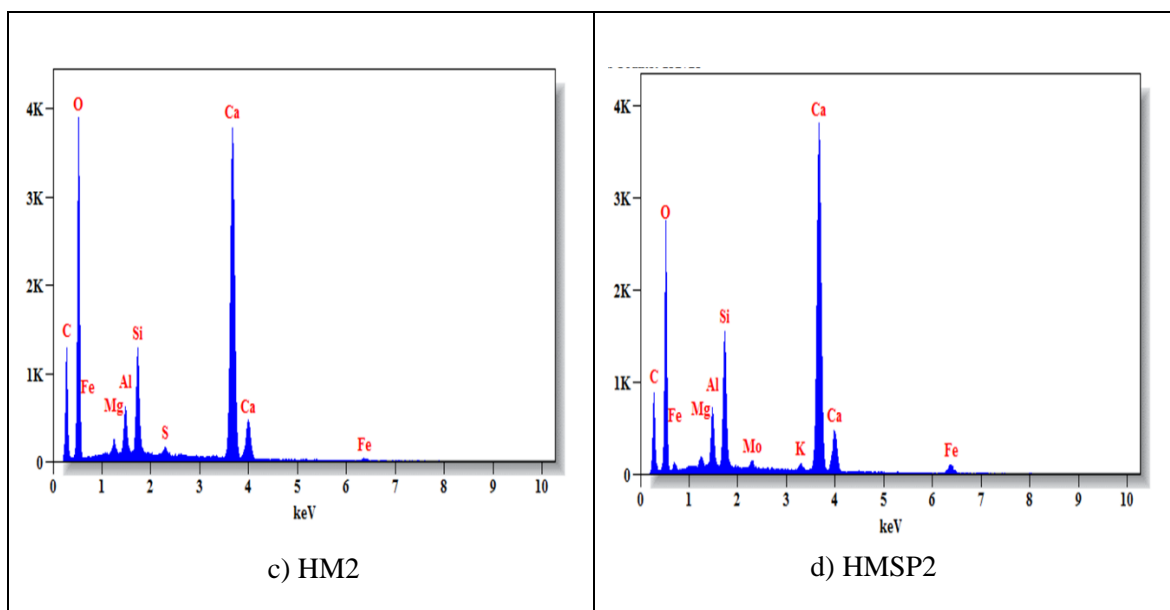 4K
3K
2K
1K
0
O
Ca
C
Si
Fe
Al
Mg
S
Ca
Fe
0 1 2 3 4 5 6 7 8 9 10
keV
c) HM2
4K
3K
2K
1K
0
Ca
O
Si
C
Al
Fe
Mg
Mo
K
Ca
Fe
0 1 2 3 4 5 6 7 8 9 10
keV
d) HMSP2